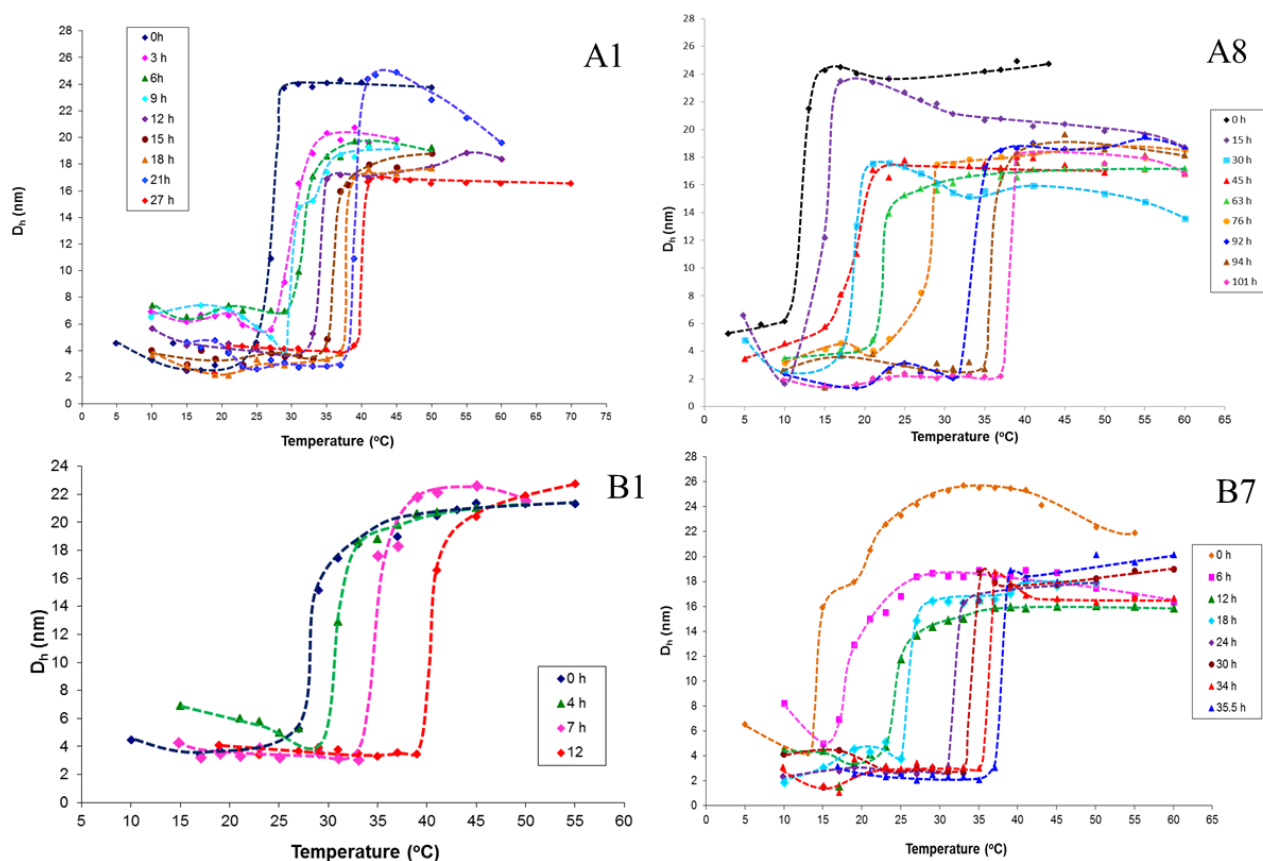 A1
0h
3 h
6h
9 h
12 h
15 h
18 h
21h
27 h
28
26
24
22
20
18
16
14
12
10
8
6
4
2
0
Dh (nm)
0 5 10 15 20 25 30 35 40 45 50 55 60 65 70 75
Temperature (oC)
A8
0 h
15 h
30 h
45 h
63 h
76 h
92 h
94 h
101 h
28
26
24
22
20
18
16
14
12
10
8
6
4
2
0
Dh (nm)
0 5 10 15 20 25 30 35 40 45 50 55 60 65
Temperature (oC)
B1
0 h
4 h
7 h
12
24
22
20
18
16
14
12
10
8
6
4
2
0
Dh (nm)
5 10 15 20 25 30 35 40 45 50 55 60
Temperature (oC)
B7
0 h
6 h
12 h
18 h
24 h
30 h
34 h
35.5 h
28
26
24
22
20
18
16
14
12
10
8
6
4
2
0
Dh (nm)
0 5 10 15 20 25 30 35 40 45 50 55 60 65
Temperature (oC)